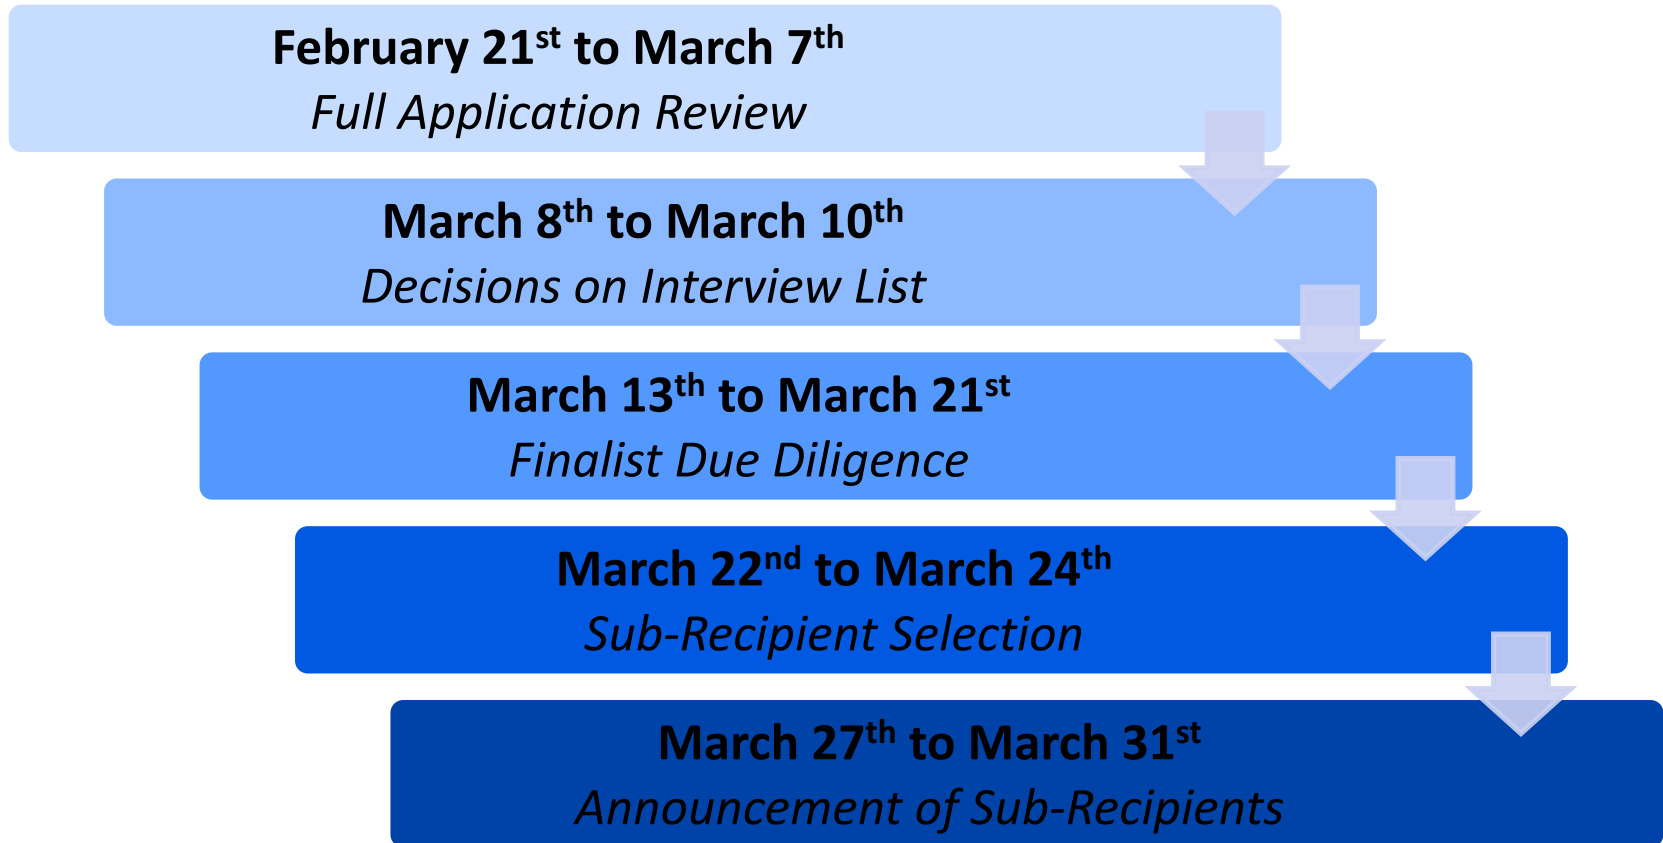 February 21st to March 7th
Full Application Review
March 8th to March 10th
Decisions on Interview List
March 13th to March 21st
Finalist Due Diligence
March 22nd to March 24th
Sub-Recipient Selection
March 27th to March 31st
Announcement of Sub-Recipients